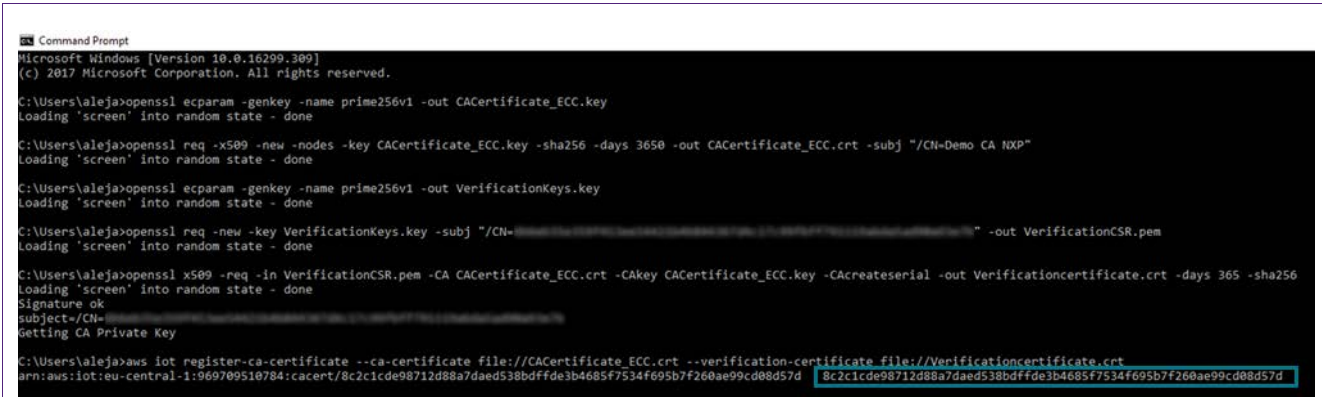 Command Prompt
Microsoft Windows [Version 10.0.16299.309]
(c) 2017 Microsoft Corporation. All rights reserved.
C:\Users\aleja>openssl ecparam -genkey -name prime256v1 -out CACertificate_ECC.key
Loading 'screen' into random state - done
C:\Users\aleja>openssl req -x509 -new -nodes -key CACertificate_ECC.key -sha256 -days 3650 -out CACertificate_ECC.crt -subj "/CN=Demo CA NXP"
Loading 'screen' into random state - done
C:\Users\aleja>openssl ecparam -genkey -name prime256v1 -out VerificationKeys.key
Loading 'screen' into random state - done
C:\Users\aleja>openssl req -new -key VerificationKeys.key -subj "/CN= " -out VerificationCSR.pem
Loading 'screen' into random state - done
C:\Users\aleja>openssl x509 -req -in VerificationCSR.pem -CA CACertificate_ECC.crt -CAkey CACertificate_ECC.key -CAcreateserial -out Verificationcertificate.crt -days 365 -sha256
Loading 'screen' into random state - done
Signature ok
subject=/CN=
Getting CA Private Key
C:\Users\aleja>aws iot register-ca-certificate --ca-certificate file://CACertificate_ECC.crt --verification-certificate file://Verificationcertificate.crt
arn:aws:iot:eu-central-1:969709510784:cacert/8c2c1cde98712d88a7daed538bdffde3b4685f7534f695b7f260ae99cd08d57d 8c2c1cde98712d88a7daed538bdffde3b4685f7534f695b7f260ae99cd08d57d